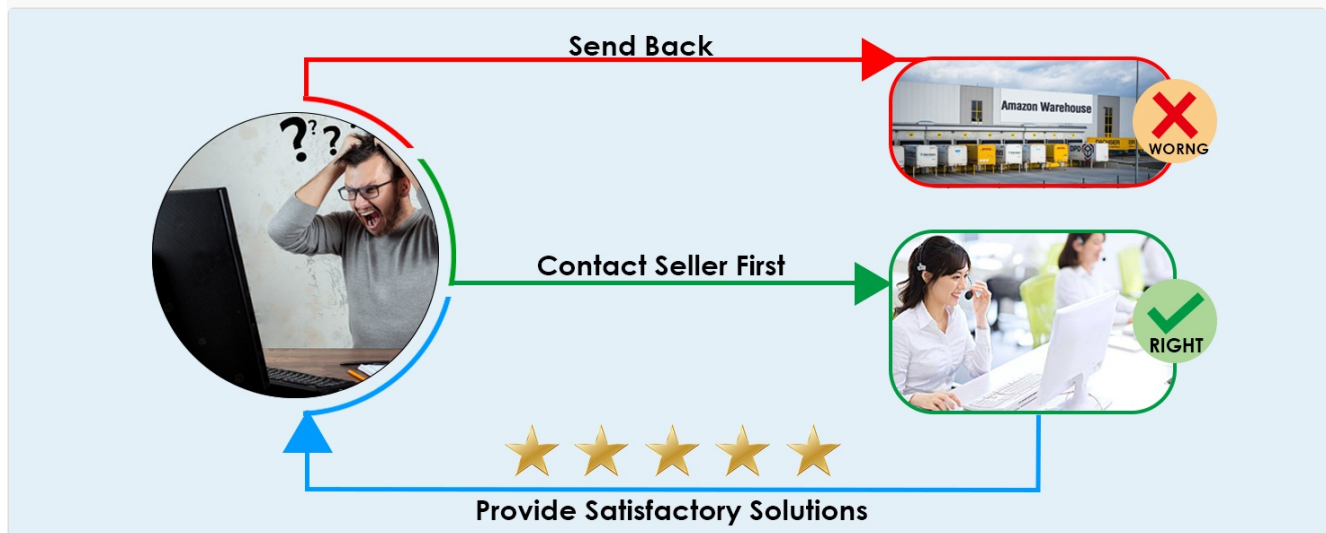 Send Back
Amazon Warehouse
WORNG
? ? ?
Contact Seller First
RIGHT
Provide Satisfactory Solutions